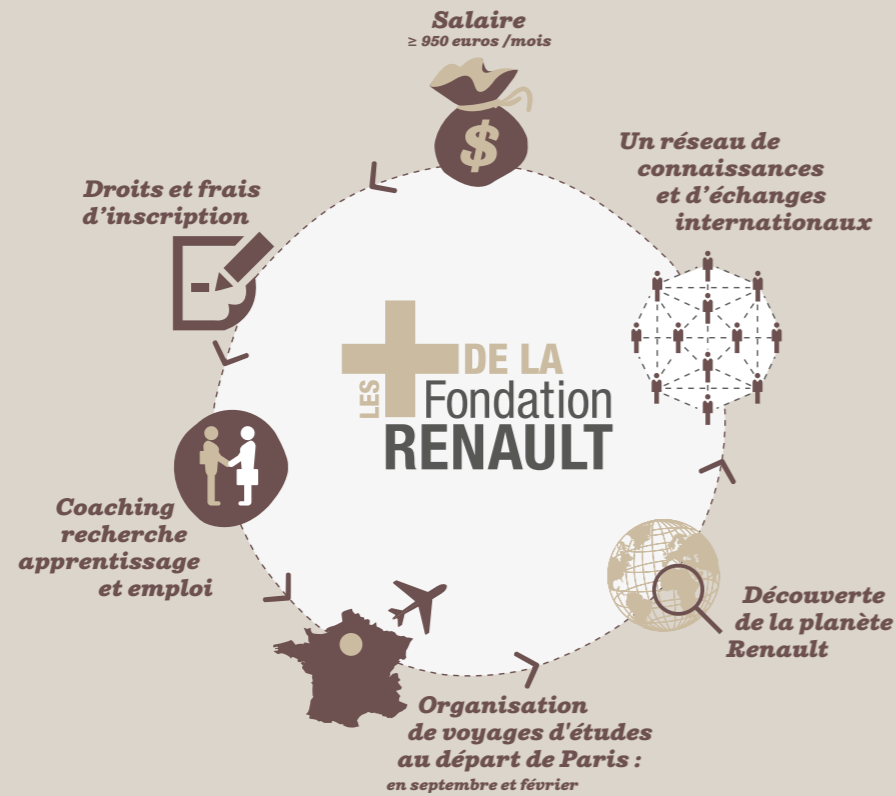 Salaire
≥ 950 euros /mois
$
Un réseau de
connaissances
et d'échanges
internationaux
Droits et frais
d'inscription
LES + DE LA
Fondation
RENAULT
Coaching
recherche
apprentissage
et emploi
Découverte
de la planète
Renault
Organisation
de voyages d'études
au départ de Paris :
en septembre et février